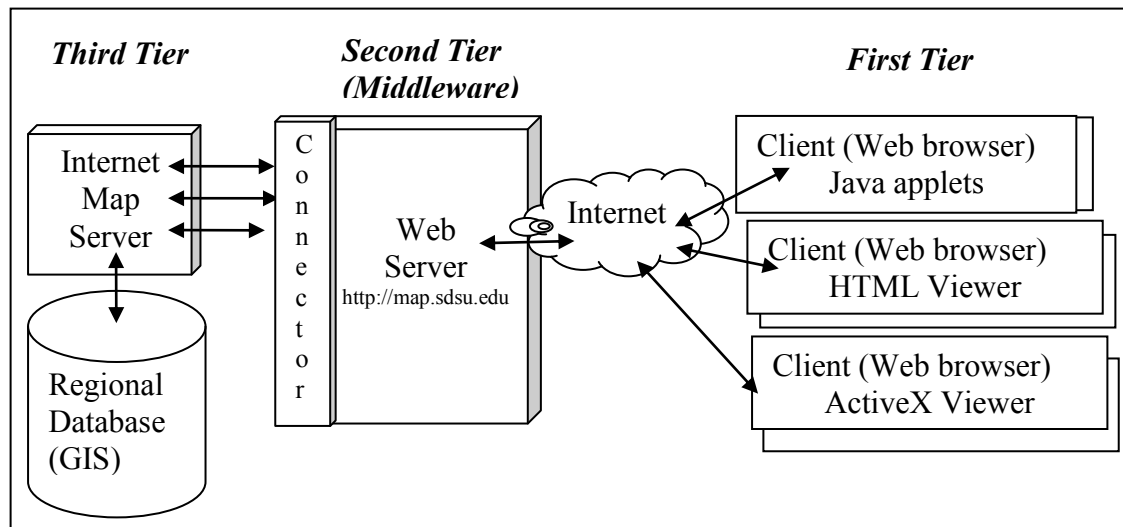 Third Tier
Second Tier
(Middleware)
First Tier
Internet
Map
Server
Regional
Database
(GIS)
Connector
Web
Server
http://map.sdsu.edu
Internet
Client (Web browser)
Java applets
Client (Web browser)
HTML Viewer
Client (Web browser)
ActiveX Viewer